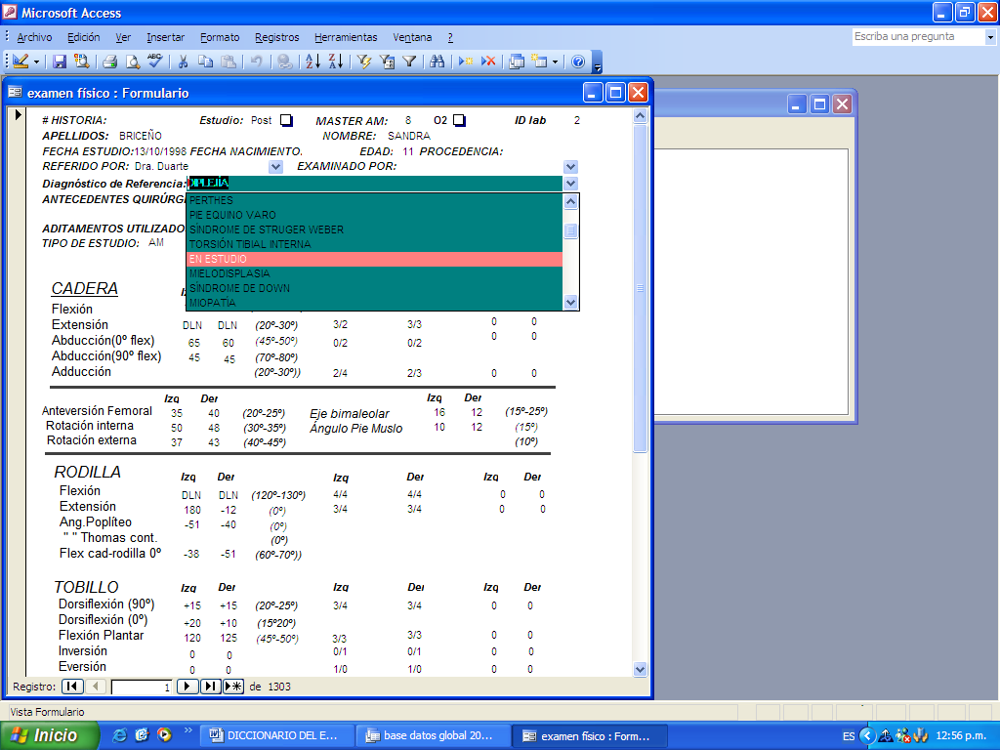 Microsoft Access
Archivo Edición Ver Insertar Formato Registros Herramientas Ventana ?
Escriba una pregunta
examen físico : Formulario
# HISTORIA: Estudio: Post MASTER AM: 8 O2 ID lab 2
APELLIDOS: BRICEÑO NOMBRE: SANDRA
FECHA ESTUDIO: 13/10/1998 FECHA NACIMIENTO. EDAD: 11 PROCEDENCIA:
REFERIDO POR: Dra. Duarte EXAMINADO POR:
Diagnóstico de Referencia: DIPLEJÍA
ANTECEDENTES QUIRÚRG
PERTHES
PIE EQUINO VARO
SÍNDROME DE STRUGER WEBER
ADITAMENTOS UTILIZADO
TIPO DE ESTUDIO: AM
TORSIÓN TIBIAL INTERNA
EN ESTUDIO
MIELODISPLASIA
SÍNDROME DE DOWN
MIOPATÍA
CADERA
Flexión
Extensión DLN DLN (20º-30º) 3/2 3/3 0 0
Abducción(0º flex) 65 60 (45º-50º) 0/2 0/2 0 0
Abducción(90º flex) 45 45 (70º-80º)
Adducción (20º-30º)) 2/4 2/3 0 0
Izq Der Izq Der
Anteversión Femoral 35 40 (20º-25º) Eje bimaleolar 16 12 (15º-25º)
Rotación interna 50 48 (30º-35º) Ángulo Pie Muslo 10 12 (15º)
Rotación externa 37 43 (40º-45º) (10º)
RODILLA Izq Der Izq Der Izq Der
Flexión DLN DLN (120º-130º) 4/4 4/4 0 0
Extensión 180 -12 (0º) 3/4 3/4 0 0
Ang.Poplíteo -51 -40 (0º)
" " Thomas cont. (0º)
Flex cad-rodilla 0º -38 -51 (60º-70º))
TOBILLO Izq Der Izq Der Izq Der
Dorsiflexión (90º) +15 +15 (20º-25º) 3/4 3/4 0 0
Dorsiflexión (0º) +20 +10 (15º20º)
Flexión Plantar 120 125 (45º-50º) 3/3 3/3 0 0
Inversión 0 0 0/1 0/1 0 0
Eversión 0 0 1/0 1/0 0 0
Registro: 1 de 1303
Vista Formulario
Inicio DICCIONARIO DEL E... base datos global 20... examen físico : Form... ES 12:56 p.m.